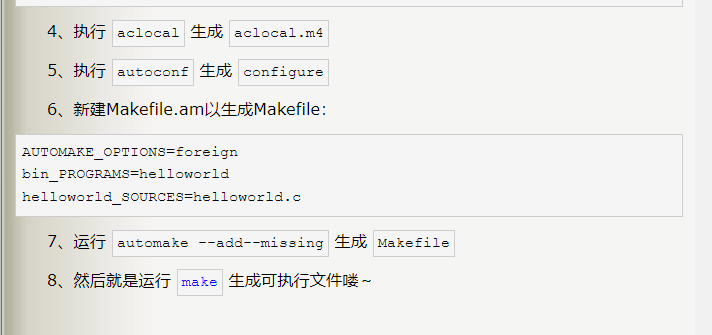 4、执行 aclocal 生成 aclocal.m4
5、执行 autoconf 生成 configure
6、新建Makefile.am以生成Makefile：
AUTOMAKE_OPTIONS=foreign
bin_PROGRAMS=helloworld
helloworld_SOURCES=helloworld.c
7、运行 automake --add--missing 生成 Makefile
8、然后就是运行 make 生成可执行文件喽~